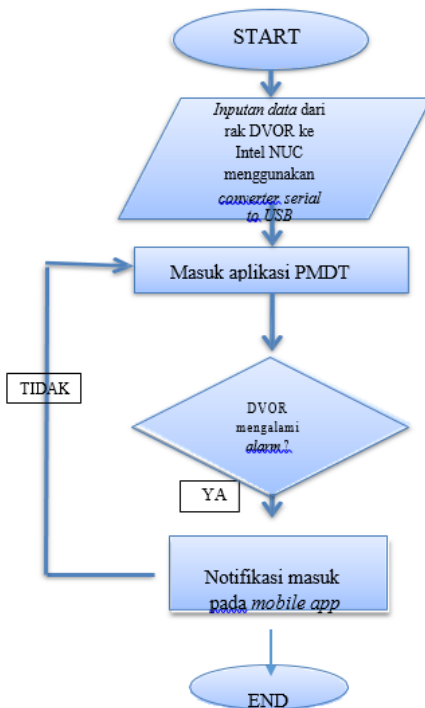 START
Inputan data dari
rak DVOR ke
Intel NUC
menggunakan
converter serial
to USB
Masuk aplikasi PMDT
TIDAK
DVOR
mengalami
alarm?
YA
Notifikasi masuk
pada mobile app
END